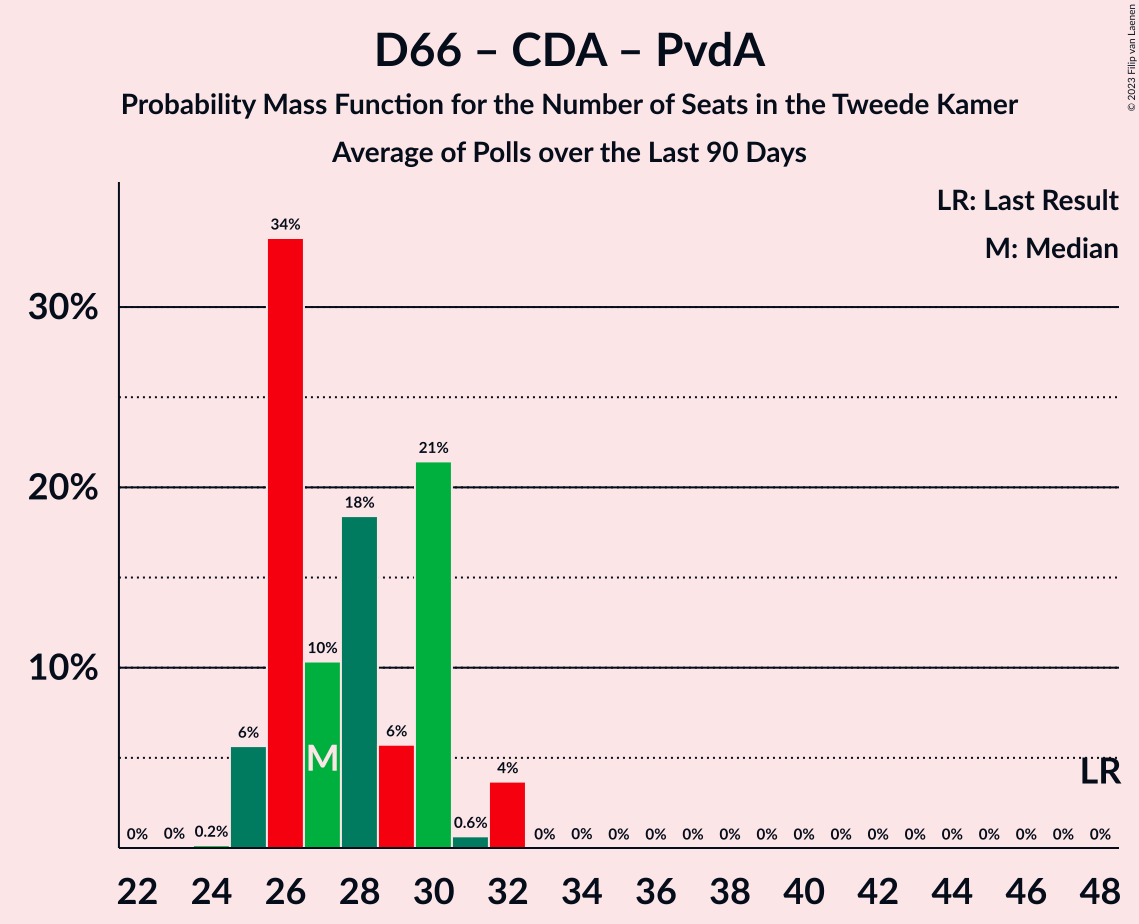 D66 – CDA – PvdA
Probability Mass Function for the Number of Seats in the Tweede Kamer
Average of Polls over the Last 90 Days
© 2023 Filip van Laenen
LR: Last Result
M: Median
30%
20%
10%
0% 0% 0.2% 6% 34% 10% 18% 6% 21% 0.6% 4% 0% 0% 0% 0% 0% 0% 0% 0% 0% 0% 0% 0% 0% 0% 0% 0%
M
LR
22 24 26 28 30 32 34 36 38 40 42 44 46 48